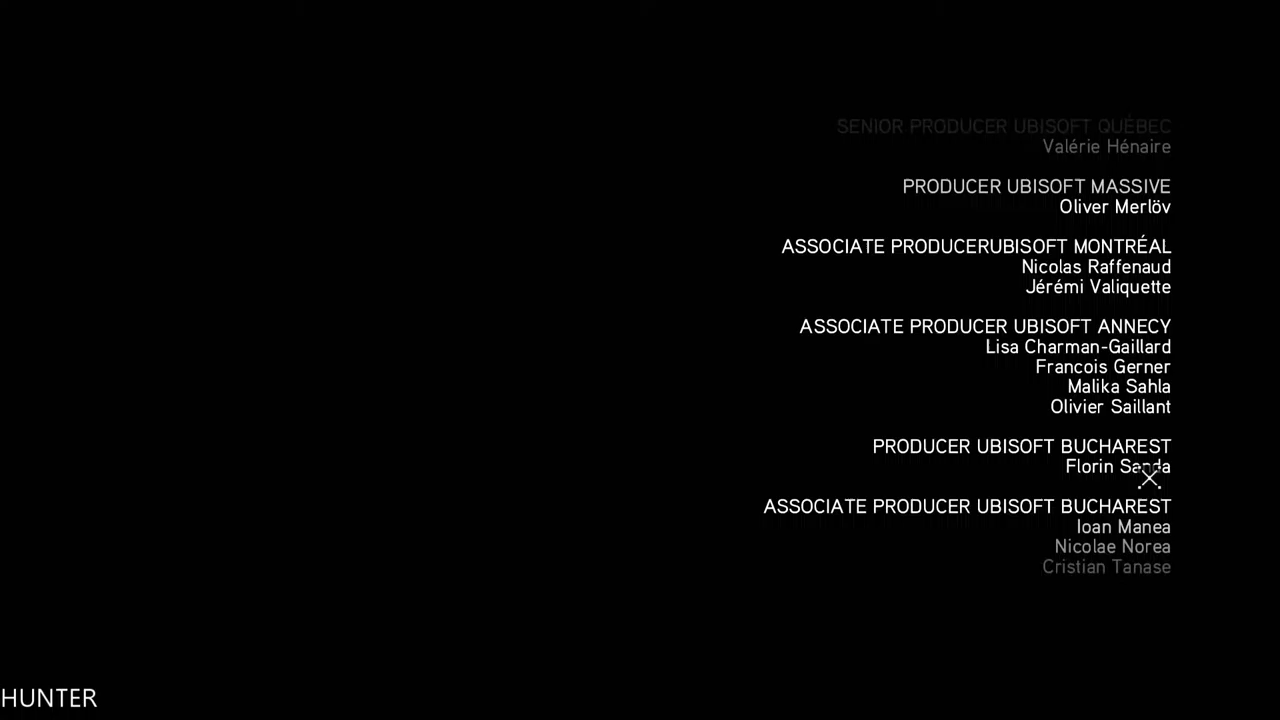 SENIOR PRODUCER UBISOFT QUÉBEC
Valérie Hénaire
PRODUCER UBISOFT MASSIVE
Oliver Merlöv
ASSOCIATE PRODUCERUBISOFT MONTRÉAL
Nicolas Raffenaud
Jérémi Valiquette
ASSOCIATE PRODUCER UBISOFT ANNECY
Lisa Charman-Gaillard
Francois Gerner
Malika Sahla
Olivier Saillant
PRODUCER UBISOFT BUCHAREST
Florin Sanda
ASSOCIATE PRODUCER UBISOFT BUCHAREST
Ioan Manea
Nicolae Norea
Cristian Tanase
HUNTER